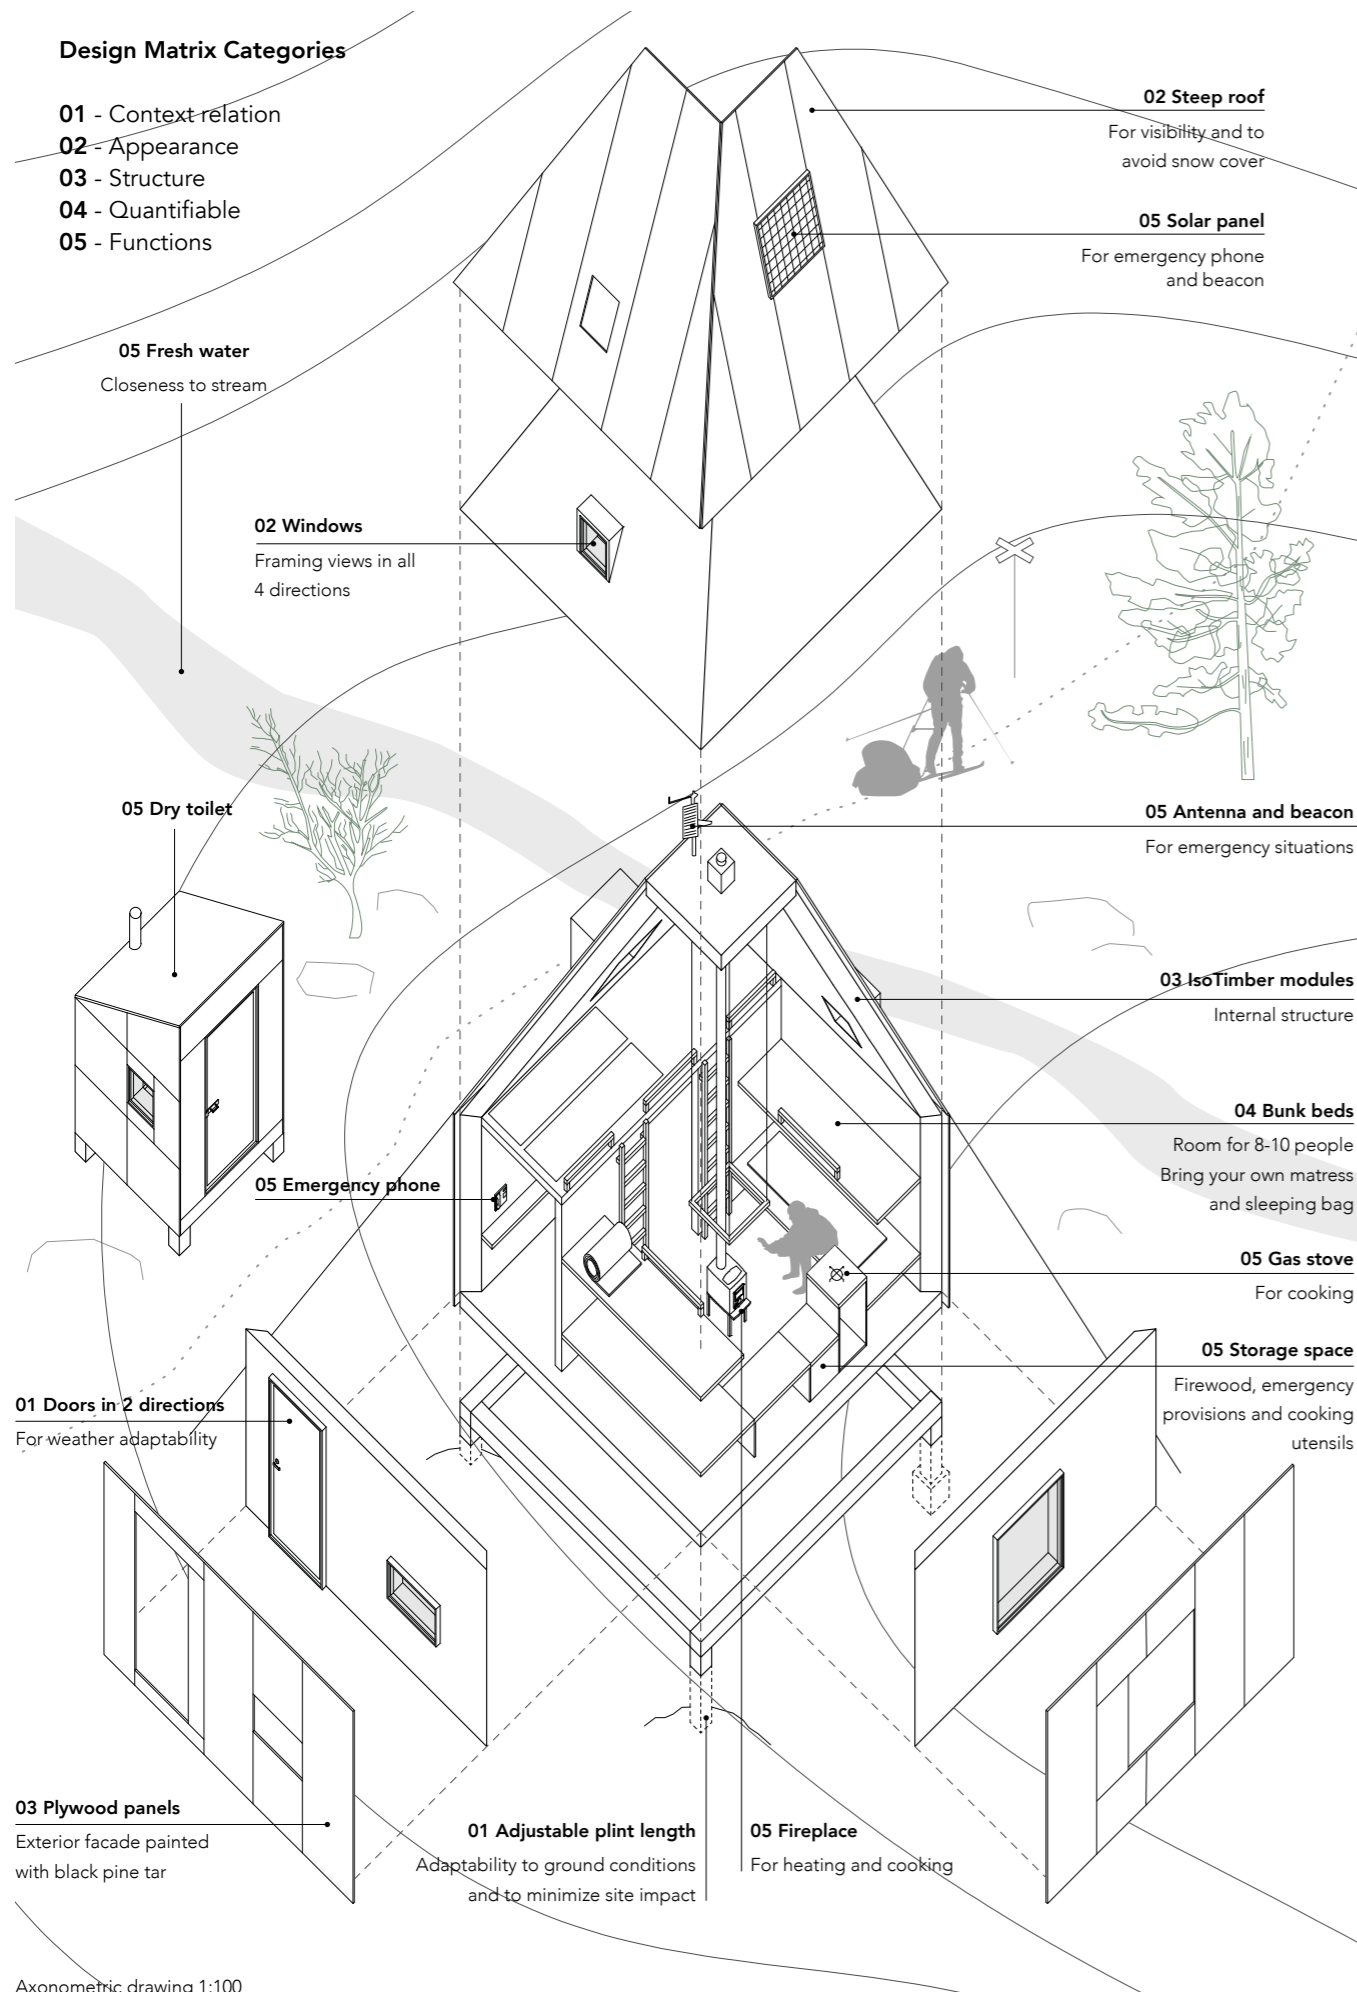 Design Matrix Categories
01 - Context relation
02 - Appearance
03 - Structure
04 - Quantifiable
05 - Functions
02 Steep roof
For visibility and to
avoid snow cover
05 Solar panel
For emergency phone
and beacon
05 Fresh water
Closeness to stream
02 Windows
Framing views in all
4 directions
05 Dry toilet
05 Antenna and beacon
For emergency situations
03 IsoTimber modules
Internal structure
04 Bunk beds
Room for 8-10 people
Bring your own matress
and sleeping bag
05 Emergency phone
05 Gas stove
For cooking
05 Storage space
Firewood, emergency
provisions and cooking
utensils
01 Doors in 2 directions
For weather adaptability
03 Plywood panels
Exterior facade painted
with black pine tar
01 Adjustable plint length
Adaptability to ground conditions
and to minimize site impact
05 Fireplace
For heating and cooking
Axonometric drawing 1:100